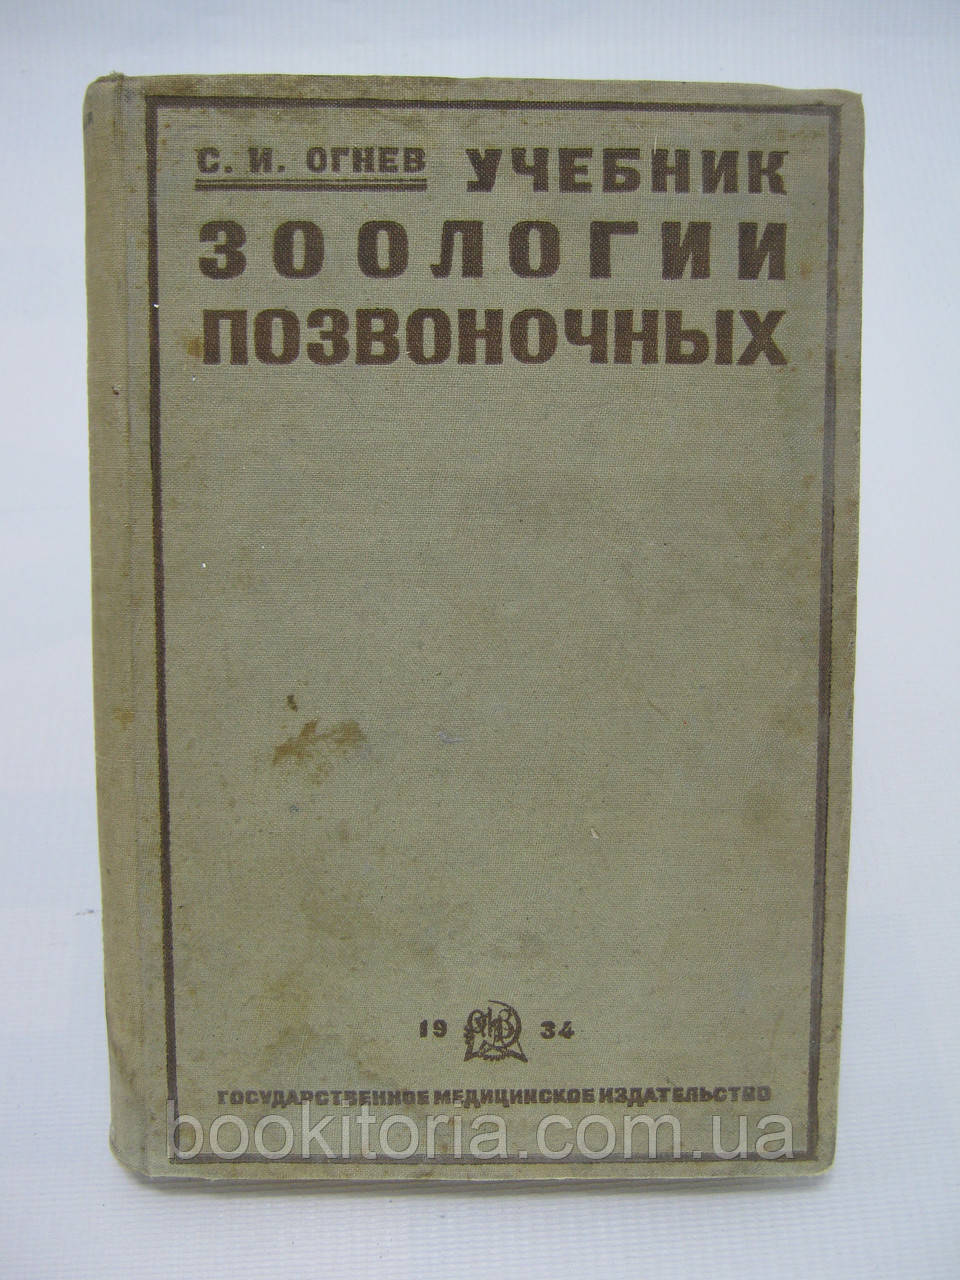 С. И. ОГНЕВ УЧЕБНИК
ЗООЛОГИИ
ПОЗВОНОЧНЫХ
19 34
ГОСУДАРСТВЕННОЕ МЕДИЦИНСКОЕ ИЗДАТЕЛЬСТВО
bookitoria.com.ua